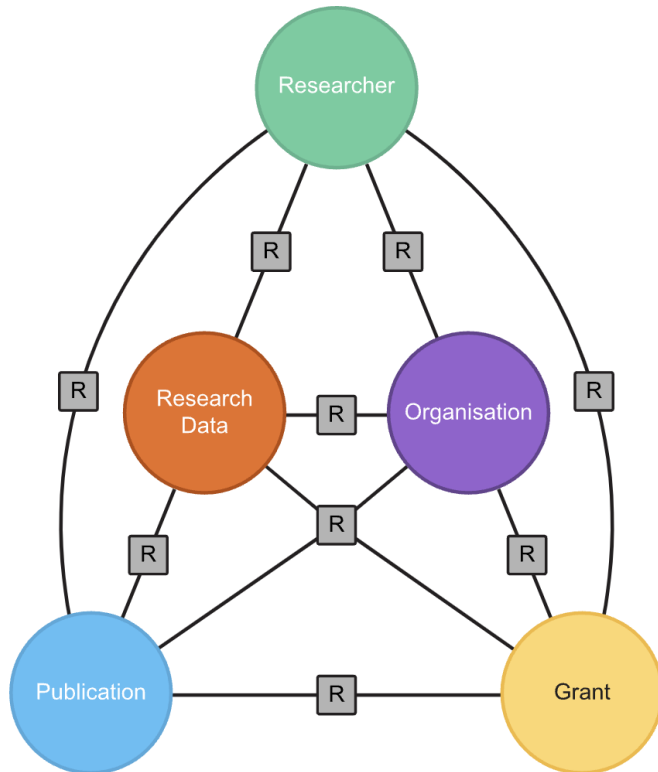 Researcher
R
R
R
R
Research
Data
R
Organisation
R
R
R
Publication
R
Grant